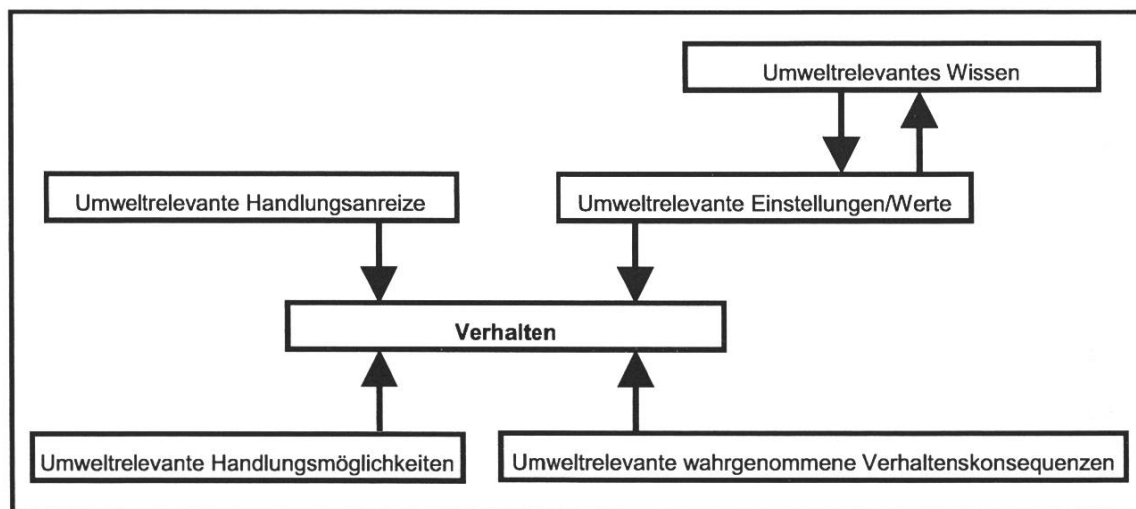 Umweltrelevantes Wissen
Umweltrelevante Handlungsanreize
Umweltrelevante Einstellungen/Werte
Verhalten
Umweltrelevante Handlungsmöglichkeiten
Umweltrelevante wahrgenommene Verhaltenskonsequenzen